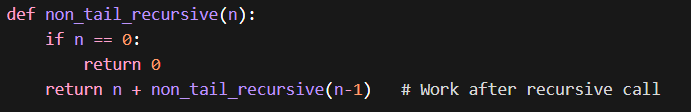 def non_tail_recursive(n):
    if n == 0:
        return 0
    return n + non_tail_recursive(n-1)   # Work after recursive call